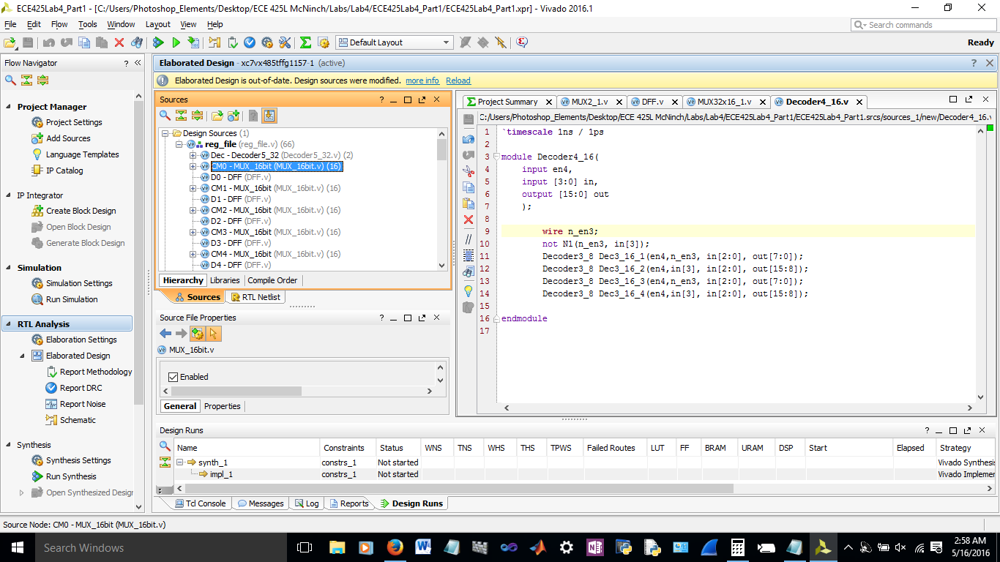 ECE425Lab4_Part1 - [C:/Users/Photoshop_Elements/Desktop/ECE 425L McNinch/Labs/Lab4/ECE425Lab4_Part1/ECE425Lab4_Part1.xpr] - Vivado 2016.1
File Edit Flow Tools Window Layout View Help
Search commands
Default Layout
Ready
Flow Navigator
Project Manager
Project Settings
Add Sources
Language Templates
IP Catalog
IP Integrator
Create Block Design
Open Block Design
Generate Block Design
Simulation
Simulation Settings
Run Simulation
RTL Analysis
Elaboration Settings
Elaborated Design
Report Methodology
Report DRC
Report Noise
Schematic
Synthesis
Synthesis Settings
Run Synthesis
Open Synthesized Design
Elaborated Design - xc7vx485tffg1157-1 (active)
Elaborated Design is out-of-date. Design sources were modified. more info Reload
Sources
Design Sources (1)
reg_file (reg_file.v) (66)
Dec - Decoder5_32 (Decoder5_32.v) (2)
CM0 - MUX_16bit (MUX_16bit.v) (16)
D0 - DFF (DFF.v)
CM1 - MUX_16bit (MUX_16bit.v) (16)
D1 - DFF (DFF.v)
CM2 - MUX_16bit (MUX_16bit.v) (16)
D2 - DFF (DFF.v)
CM3 - MUX_16bit (MUX_16bit.v) (16)
D3 - DFF (DFF.v)
CM4 - MUX_16bit (MUX_16bit.v) (16)
D4 - DFF (DFF.v)
Hierarchy Libraries Compile Order
Sources RTL Netlist
Source File Properties
MUX_16bit.v
Enabled
General Properties
Project Summary MUX2_1.v DFF.v MUX32x16_1.v Decoder4_16.v
C:/Users/Photoshop_Elements/Desktop/ECE 425L McNinch/Labs/Lab4/ECE425Lab4_Part1/ECE425Lab4_Part1.srcs/sources_1/new/Decoder4_16.v
1 `timescale 1ns / 1ps
2
3 module Decoder4_16(
4 input en4,
5 input [3:0] in,
6 output [15:0] out
7 );
8
9 wire n_en3;
10 not N1(n_en3, in[3]);
11 Decoder3_8 Dec3_16_1(en4,n_en3, in[2:0], out[7:0]);
12 Decoder3_8 Dec3_16_2(en4,in[3], in[2:0], out[15:8]);
13 Decoder3_8 Dec3_16_3(en4,n_en3, in[2:0], out[7:0]);
14 Decoder3_8 Dec3_16_4(en4,in[3], in[2:0], out[15:8]);
15
16 endmodule
17
Design Runs
Name Constraints Status WNS TNS WHS THS TPWS Failed Routes LUT FF BRAM URAM DSP Start Elapsed Strategy
synth_1 constrs_1 Not started Vivado Synthesis
impl_1 constrs_1 Not started Vivado Implemen
Tcl Console Messages Log Reports Design Runs
Source Node: CM0 - MUX_16bit (MUX_16bit.v)
Search Windows
2:58 AM
5/16/2016